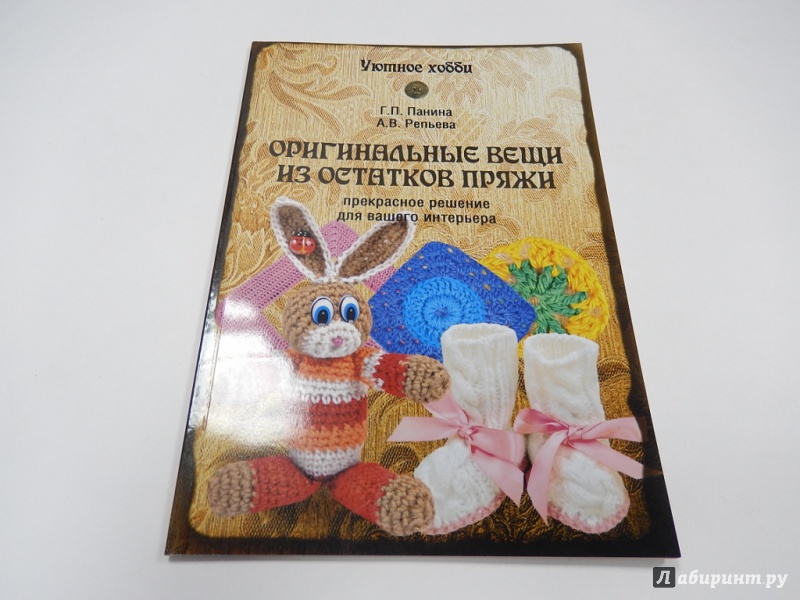 Уютное хобби
Г.П. Панина
А.В. Репьева
ОРИГИНАЛЬНЫЕ ВЕЩИ
ИЗ ОСТАТКОВ ПРЯЖИ
прекрасное решение
для вашего интерьера
Лабиринт.ру